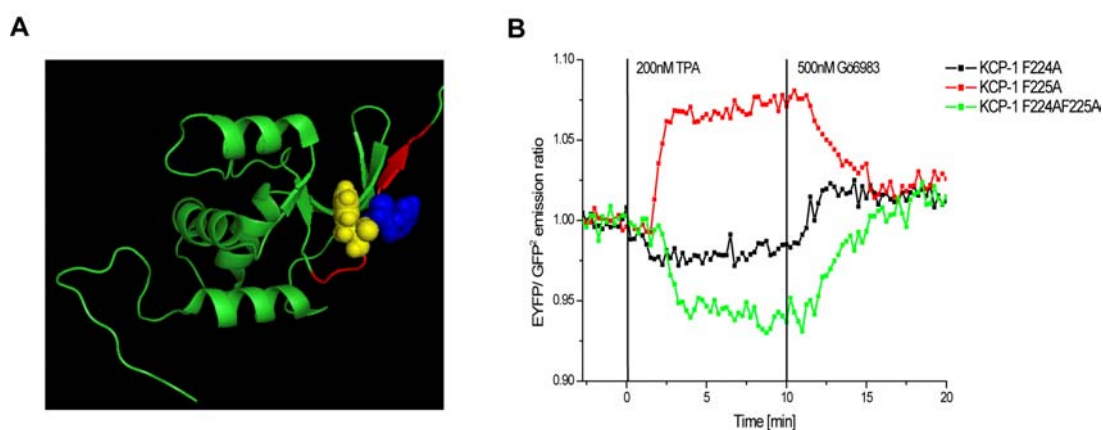 A
B
200nM TPA
500nM Gö6983
KCP-1 F224A
KCP-1 F225A
KCP-1 F224AF225A
EYFP/ GFP² emission ratio
1.10
1.05
1.00
0.95
0.90
0
5
10
15
20
Time [min]